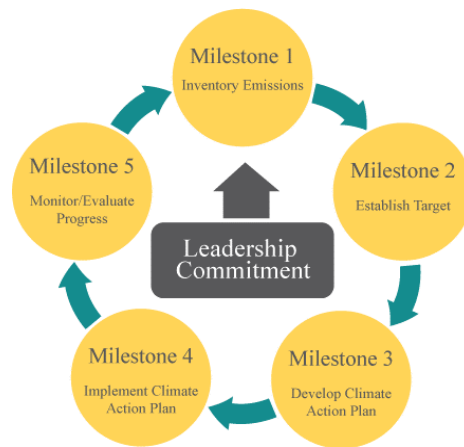 Milestone 1
Inventory Emissions
Milestone 2
Establish Target
Milestone 3
Develop Climate
Action Plan
Milestone 4
Implement Climate
Action Plan
Milestone 5
Monitor/Evaluate
Progress
Leadership
Commitment